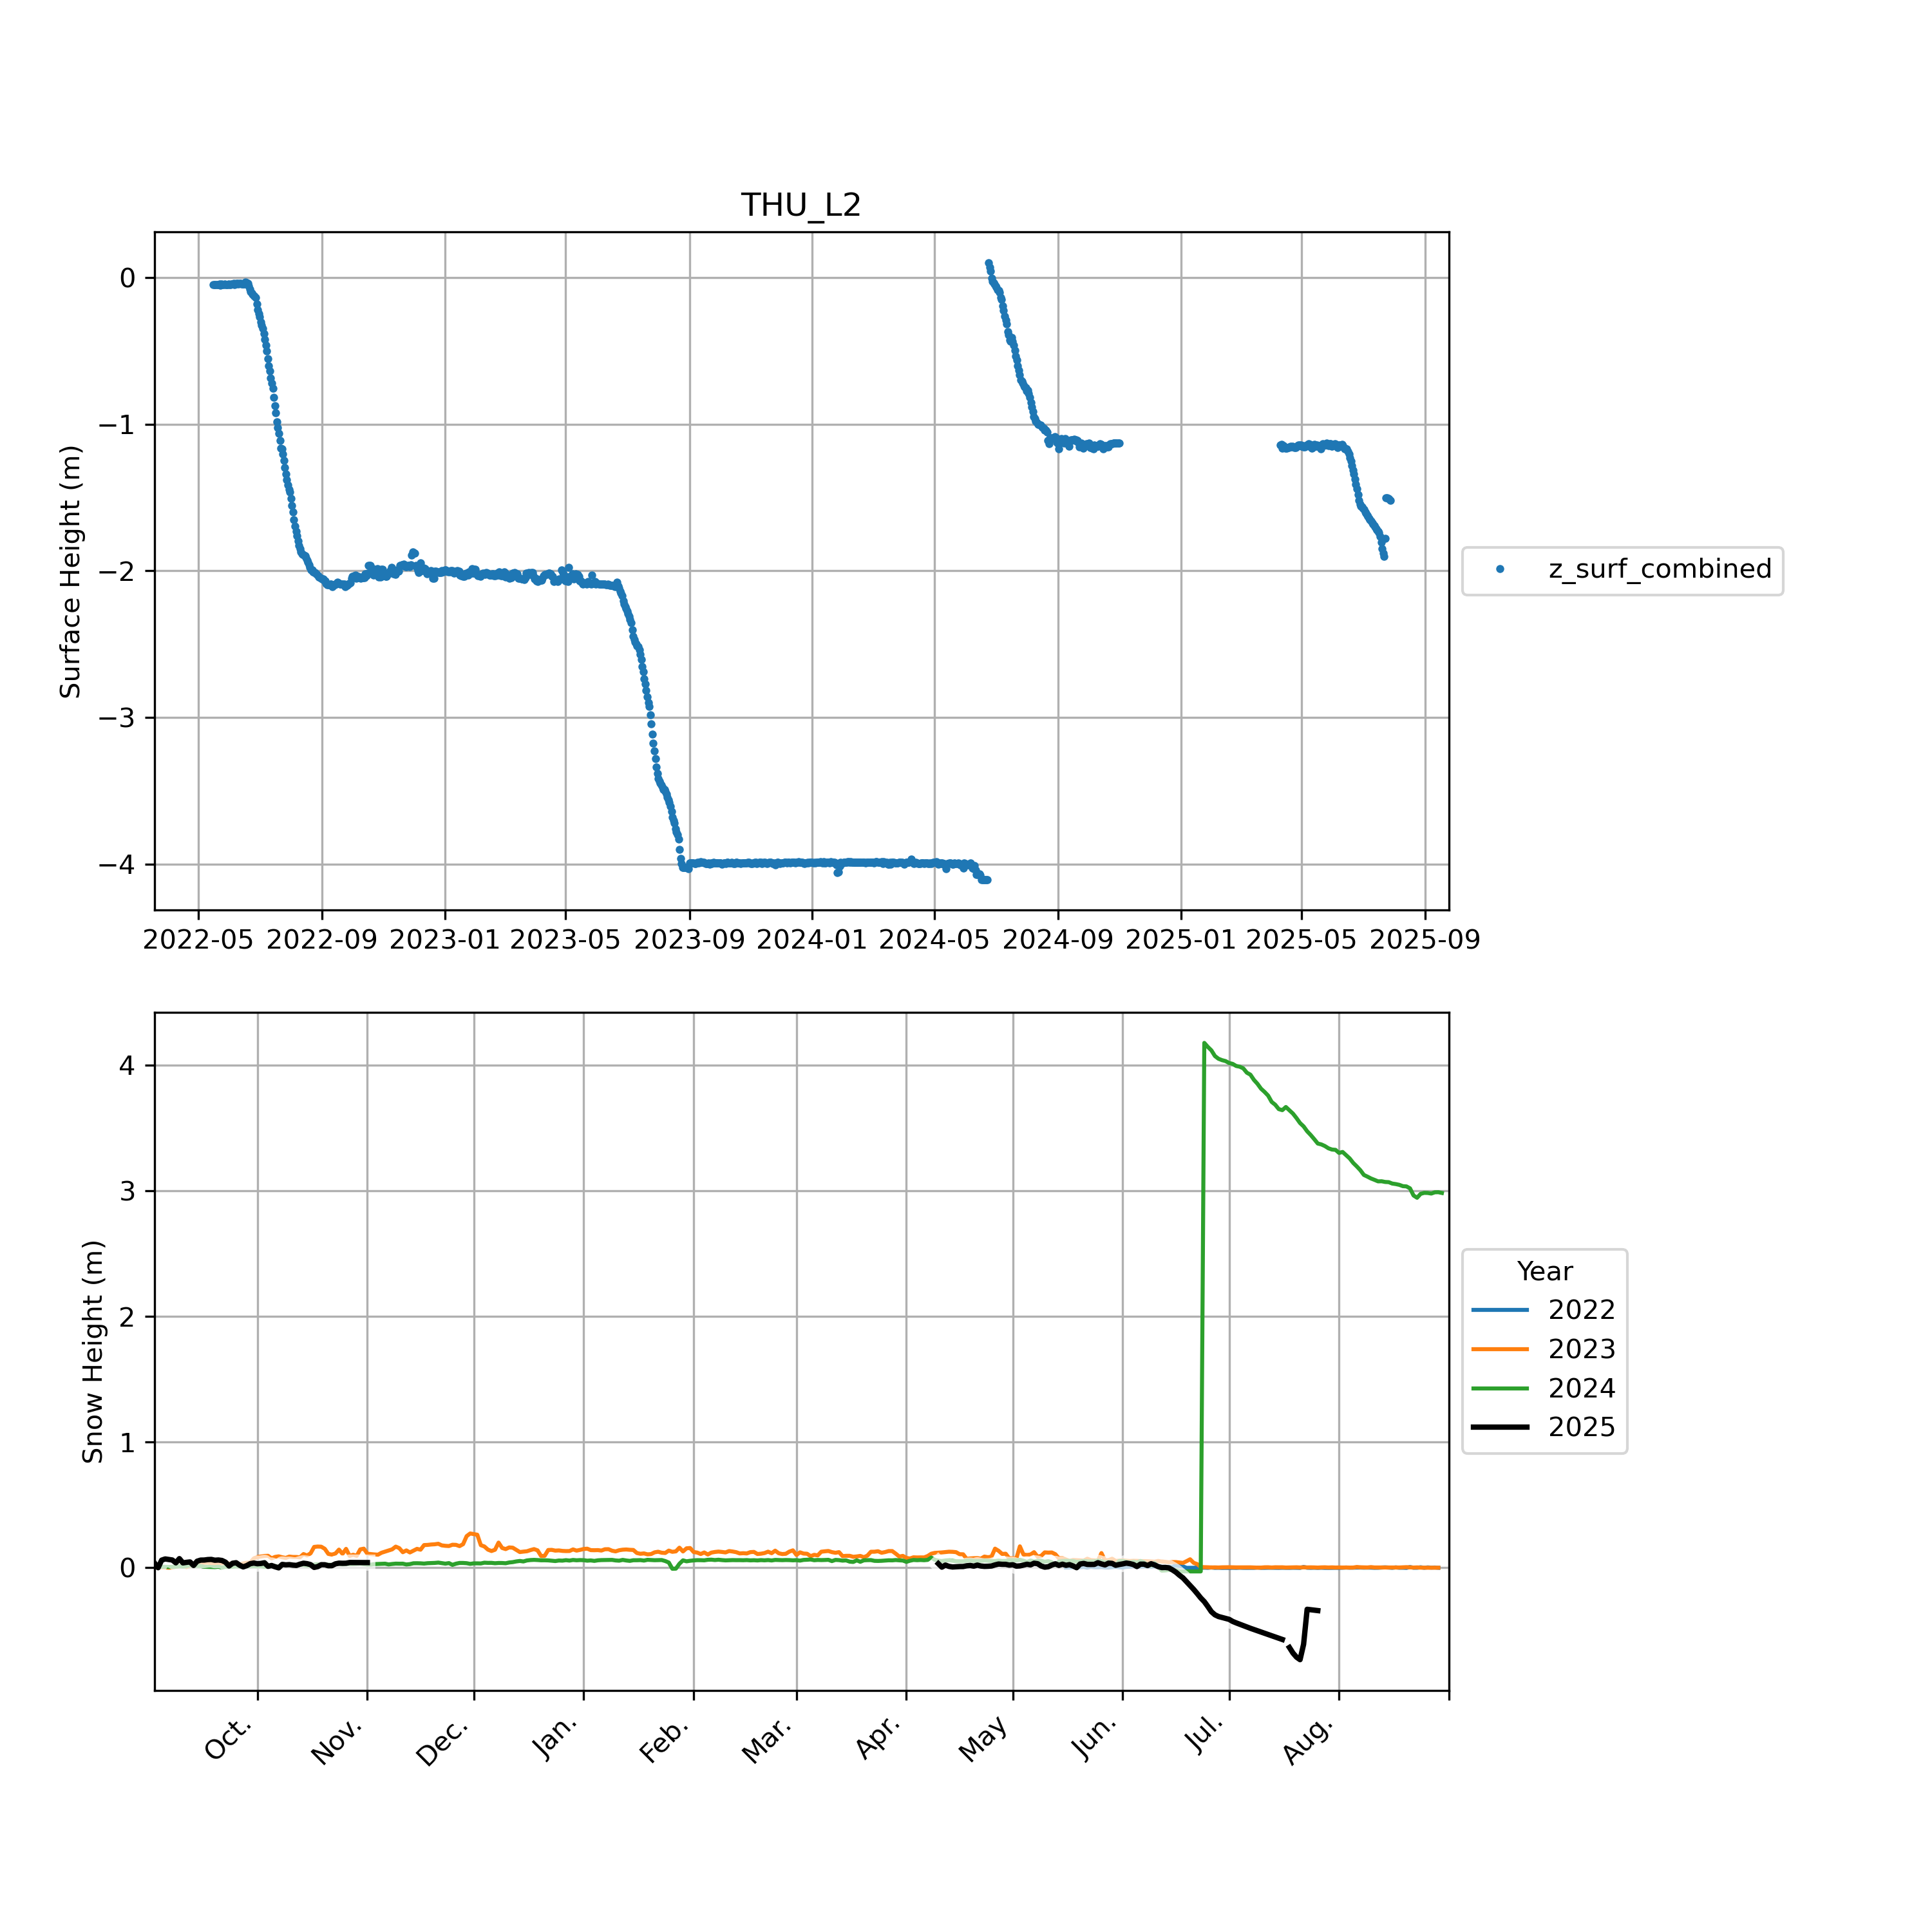 THU_L2
Surface Height (m)
0
−1
−2
−3
−4
2022-05 2022-09 2023-01 2023-05 2023-09 2024-01 2024-05 2024-09 2025-01 2025-05 2025-09
z_surf_combined
Snow Height (m)
4
3
2
1
0
Oct. Nov. Dec. Jan. Feb. Mar. Apr. May Jun. Jul. Aug.
Year
2022
2023
2024
2025